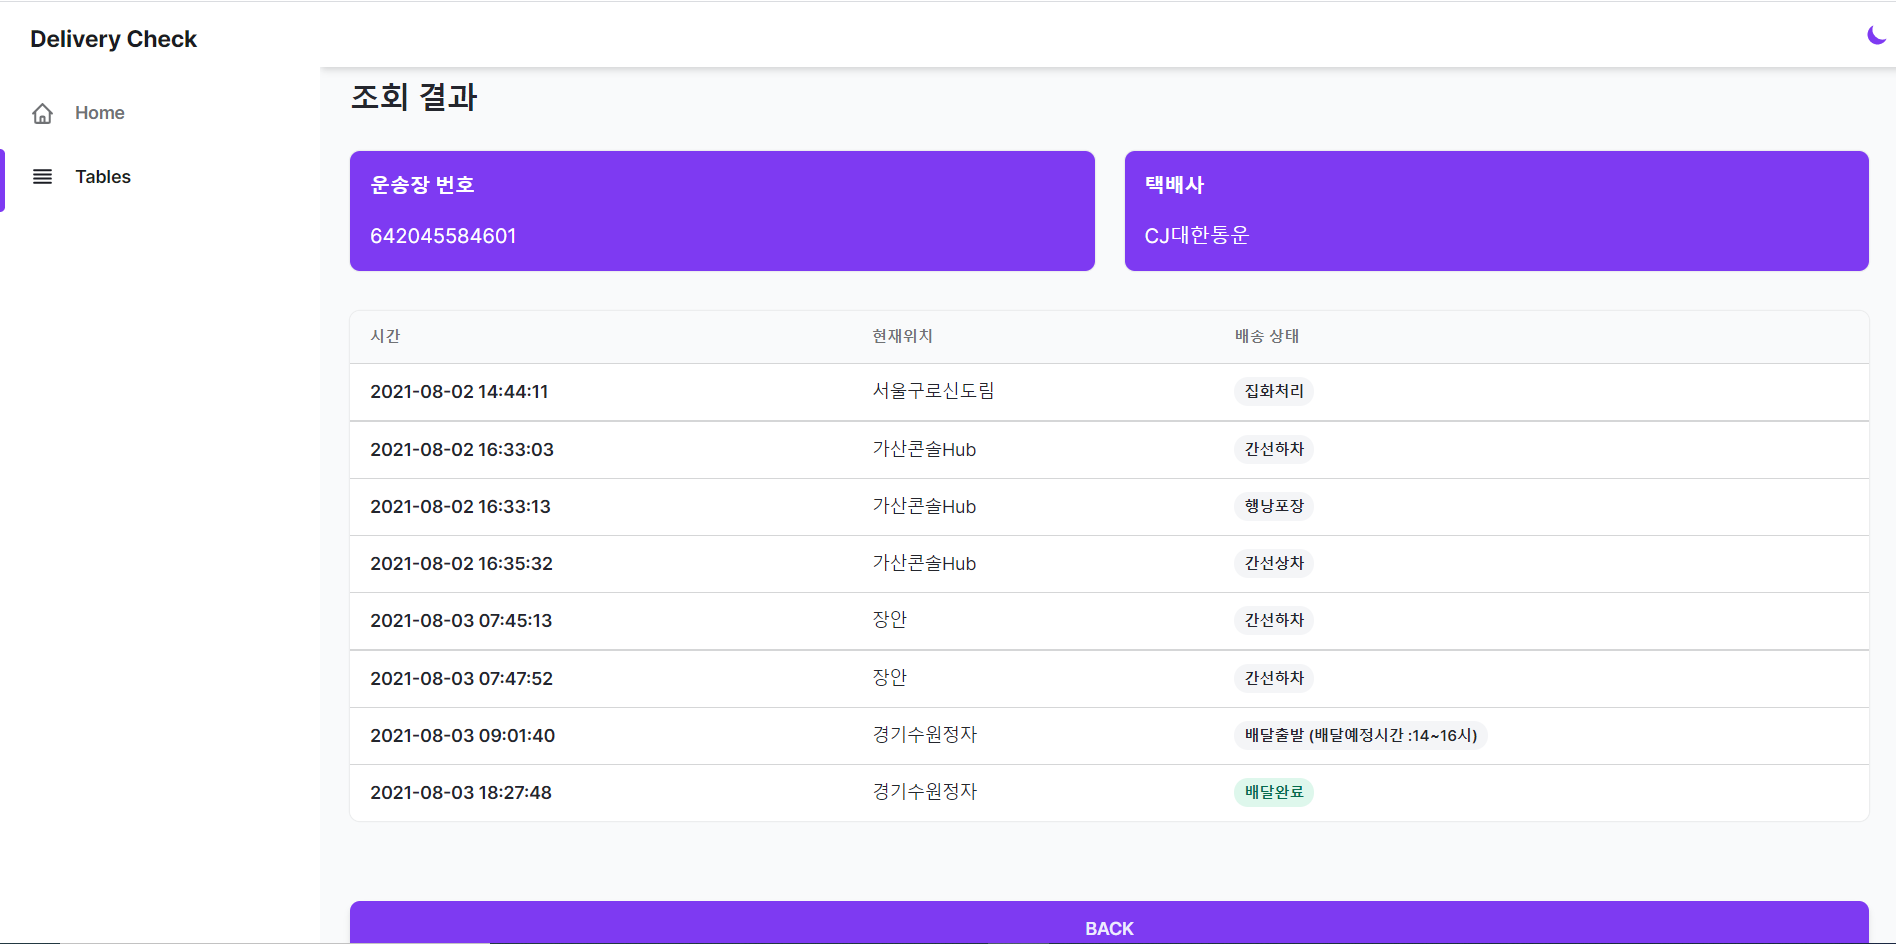 Delivery Check
Home
Tables
조회 결과
운송장 번호
642045584601
택배사
CJ대한통운
시간 현재위치 배송 상태
2021-08-02 14:44:11 서울구로신도림 집화처리
2021-08-02 16:33:03 가산콘솔Hub 간선하차
2021-08-02 16:33:13 가산콘솔Hub 행낭포장
2021-08-02 16:35:32 가산콘솔Hub 간선상차
2021-08-03 07:45:13 장안 간선하차
2021-08-03 07:47:52 장안 간선하차
2021-08-03 09:01:40 경기수원정자 배달출발 (배달예정시간 :14~16시)
2021-08-03 18:27:48 경기수원정자 배달완료
BACK